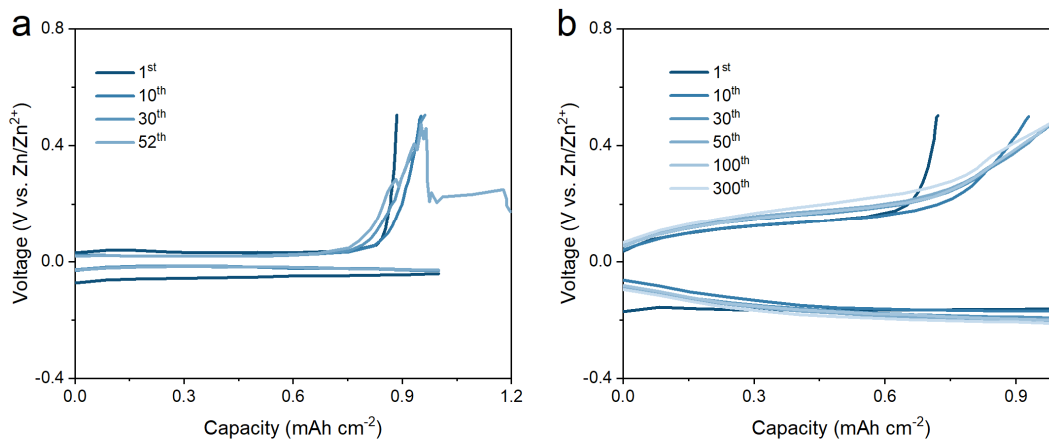 a
0.8
0.4
0.0
-0.4
Voltage (V vs. Zn/Zn²⁺)
1ˢᵗ
10ᵗʰ
30ᵗʰ
52ᵗʰ
0.0 0.3 0.6 0.9 1.2
Capacity (mAh cm⁻²)
b
0.8
0.4
0.0
-0.4
Voltage (V vs. Zn/Zn²⁺)
1ˢᵗ
10ᵗʰ
30ᵗʰ
50ᵗʰ
100ᵗʰ
300ᵗʰ
0.0 0.3 0.6 0.9
Capacity (mAh cm⁻²)